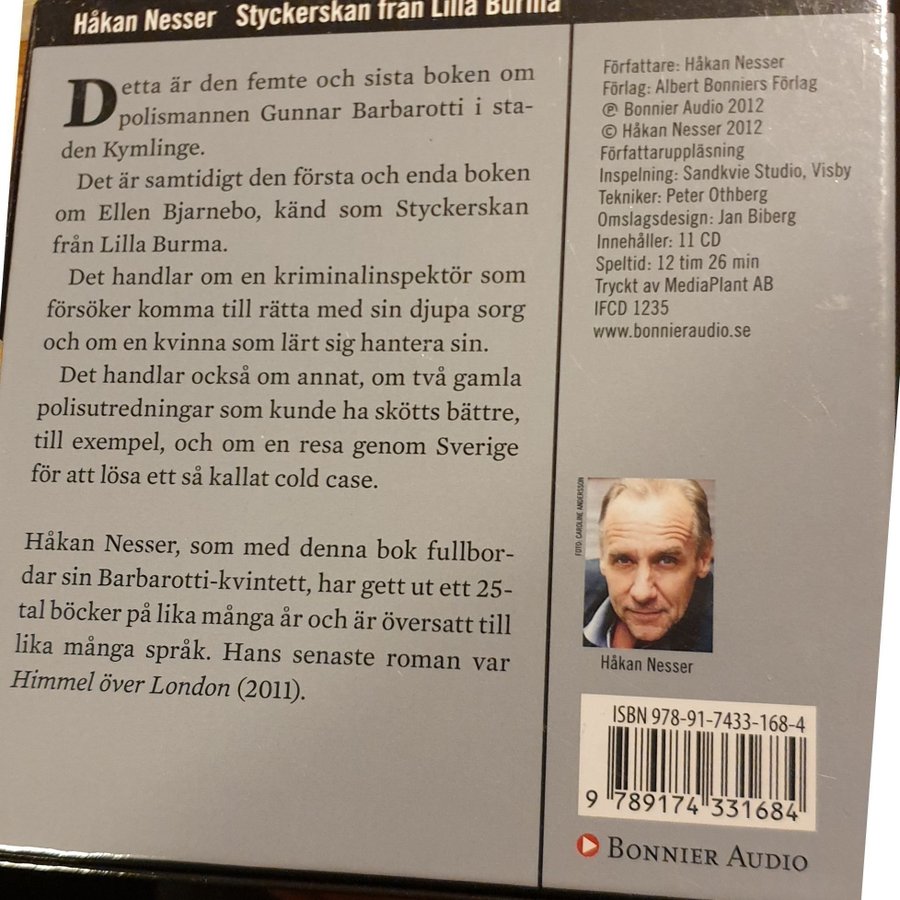 Håkan Nesser Styckerskan från Lilla Burma
Detta är den femte och sista boken om
polismannen Gunnar Barbarotti i sta-
den Kymlinge.
Det är samtidigt den första och enda boken
om Ellen Bjarnebo, känd som Styckerskan
från Lilla Burma.
Det handlar om en kriminalinspektör som
försöker komma till rätta med sin djupa sorg
och om en kvinna som lärt sig hantera sin.
Det handlar också om annat, om två gamla
polisutredningar som kunde ha skötts bättre,
till exempel, och om en resa genom Sverige
för att lösa ett så kallat cold case.
Håkan Nesser, som med denna bok fullbor-
dar sin Barbarotti-kvintett, har gett ut ett 25-
tal böcker på lika många år och är översatt till
lika många språk. Hans senaste roman var
Himmel över London (2011).
Författare: Håkan Nesser
Förlag: Albert Bonniers Förlag
℗ Bonnier Audio 2012
© Håkan Nesser 2012
Författaruppläsning
Inspelning: Sandkvie Studio, Visby
Tekniker: Peter Othberg
Omslagsdesign: Jan Biberg
Innehåller: 11 CD
Speltid: 12 tim 26 min
Tryckt av MediaPlant AB
IFCD 1235
www.bonnieraudio.se
FOTO: CAROLINE ANDERSSON
Håkan Nesser
ISBN 978-91-7433-168-4
9 789174 331684
BONNIER AUDIO